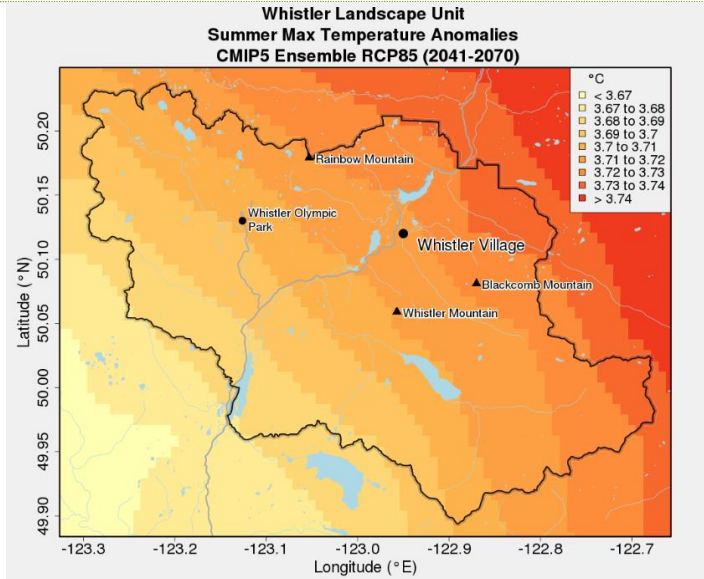 Whistler Landscape Unit
Summer Max Temperature Anomalies
CMIP5 Ensemble RCP85 (2041-2070)
°C
< 3.67
3.67 to 3.68
3.68 to 3.69
3.69 to 3.7
3.7 to 3.71
3.71 to 3.72
3.72 to 3.73
3.73 to 3.74
> 3.74
Rainbow Mountain
Whistler Olympic
Park
Whistler Village
Blackcomb Mountain
Whistler Mountain
Latitude (°N)
50.20
50.15
50.10
50.05
50.00
49.95
49.90
-123.3
-123.2
-123.1
-123.0
-122.9
-122.8
-122.7
Longitude (°E)